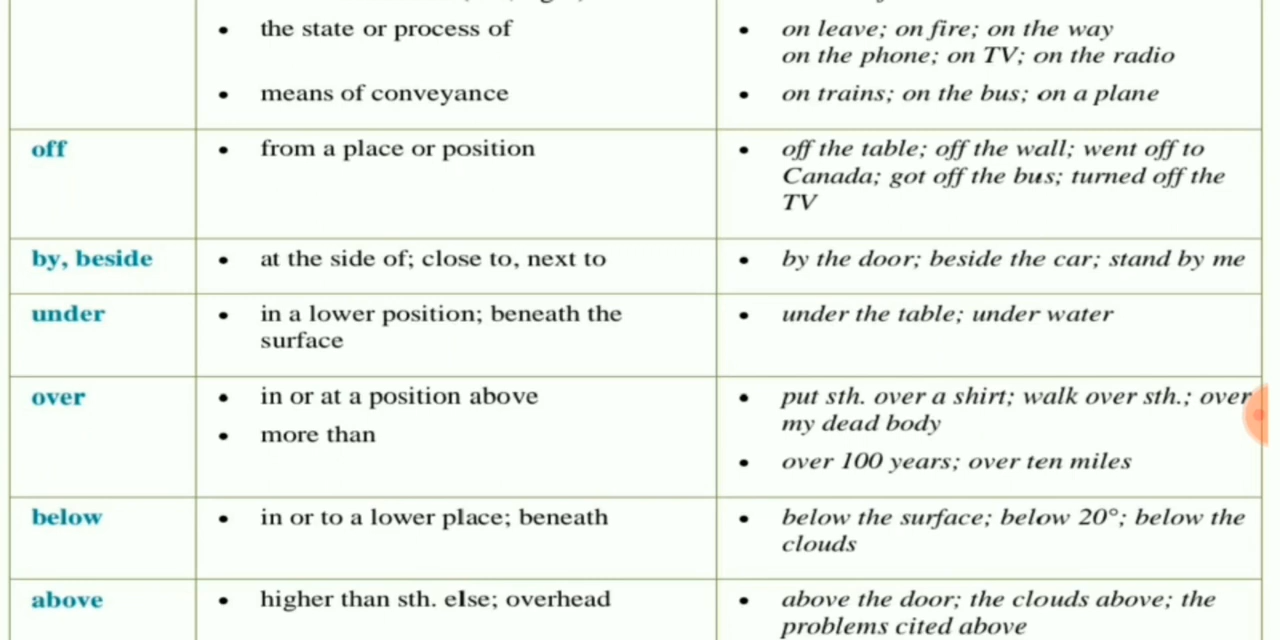 the state or process of
on leave; on fire; on the way
on the phone; on TV; on the radio
means of conveyance
on trains; on the bus; on a plane
off
from a place or position
off the table; off the wall; went off to
Canada; got off the bus; turned off the
TV
by, beside
at the side of; close to, next to
by the door; beside the car; stand by me
under
in a lower position; beneath the
surface
under the table; under water
over
in or at a position above
more than
put sth. over a shirt; walk over sth.; over
my dead body
over 100 years; over ten miles
below
in or to a lower place; beneath
below the surface; below 20°; below the
clouds
above
higher than sth. else; overhead
above the door; the clouds above; the
problems cited above